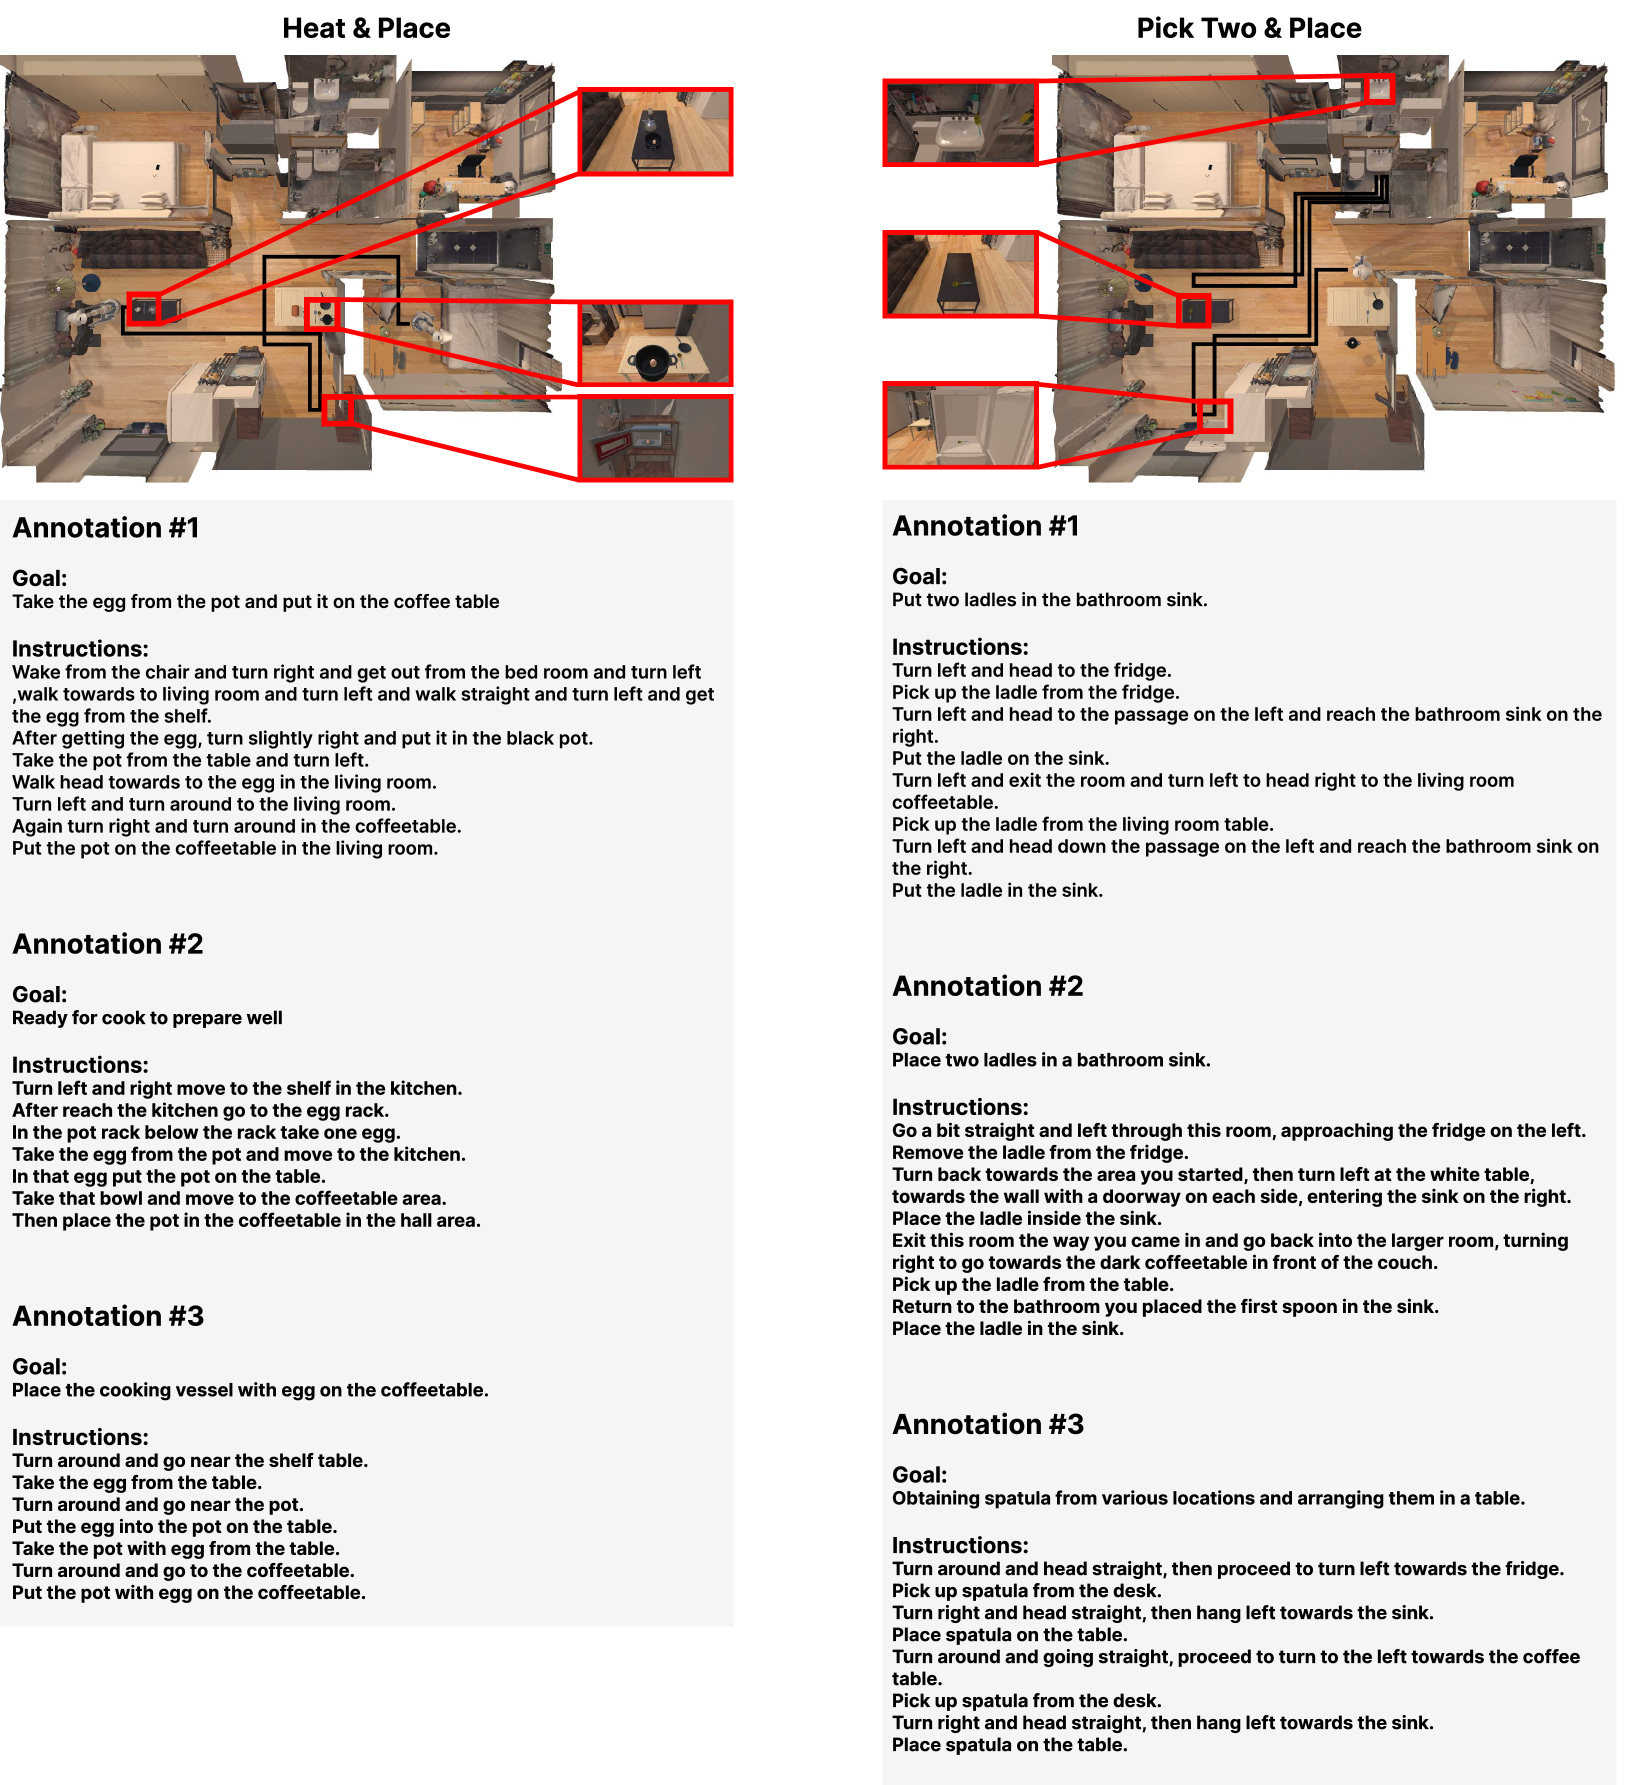 Heat & Place
Annotation #1
Goal:
Take the egg from the pot and put it on the coffee table
Instructions:
Wake from the chair and turn right and get out from the bed room and turn left
,walk towards to living room and turn left and walk straight and turn left and get
the egg from the shelf.
After getting the egg, turn slightly right and put it in the black pot.
Take the pot from the table and turn left.
Walk head towards to the egg in the living room.
Turn left and turn around to the living room.
Again turn right and turn around in the coffeetable.
Put the pot on the coffeetable in the living room.
Annotation #2
Goal:
Ready for cook to prepare well
Instructions:
Turn left and right move to the shelf in the kitchen.
After reach the kitchen go to the egg rack.
In the pot rack below the rack take one egg.
Take the egg from the pot and move to the kitchen.
In that egg put the pot on the table.
Take that bowl and move to the coffeetable area.
Then place the pot in the coffeetable in the hall area.
Annotation #3
Goal:
Place the cooking vessel with egg on the coffeetable.
Instructions:
Turn around and go near the shelf table.
Take the egg from the table.
Turn around and go near the pot.
Put the egg into the pot on the table.
Take the pot with egg from the table.
Turn around and go to the coffeetable.
Put the pot with egg on the coffeetable.
Pick Two & Place
Annotation #1
Goal:
Put two ladles in the bathroom sink.
Instructions:
Turn left and head to the fridge.
Pick up the ladle from the fridge.
Turn left and head to the passage on the left and reach the bathroom sink on the
right.
Put the ladle on the sink.
Turn left and exit the room and turn left to head right to the living room
coffeetable.
Pick up the ladle from the living room table.
Turn left and head down the passage on the left and reach the bathroom sink on
the right.
Put the ladle in the sink.
Annotation #2
Goal:
Place two ladles in a bathroom sink.
Instructions:
Go a bit straight and left through this room, approaching the fridge on the left.
Remove the ladle from the fridge.
Turn back towards the area you started, then turn left at the white table,
towards the wall with a doorway on each side, entering the sink on the right.
Place the ladle inside the sink.
Exit this room the way you came in and go back into the larger room, turning
right to go towards the dark coffeetable in front of the couch.
Pick up the ladle from the table.
Return to the bathroom you placed the first spoon in the sink.
Place the ladle in the sink.
Annotation #3
Goal:
Obtaining spatula from various locations and arranging them in a table.
Instructions:
Turn around and head straight, then proceed to turn left towards the fridge.
Pick up spatula from the desk.
Turn right and head straight, then hang left towards the sink.
Place spatula on the table.
Turn around and going straight, proceed to turn to the left towards the coffee
table.
Pick up spatula from the desk.
Turn right and head straight, then hang left towards the sink.
Place spatula on the table.